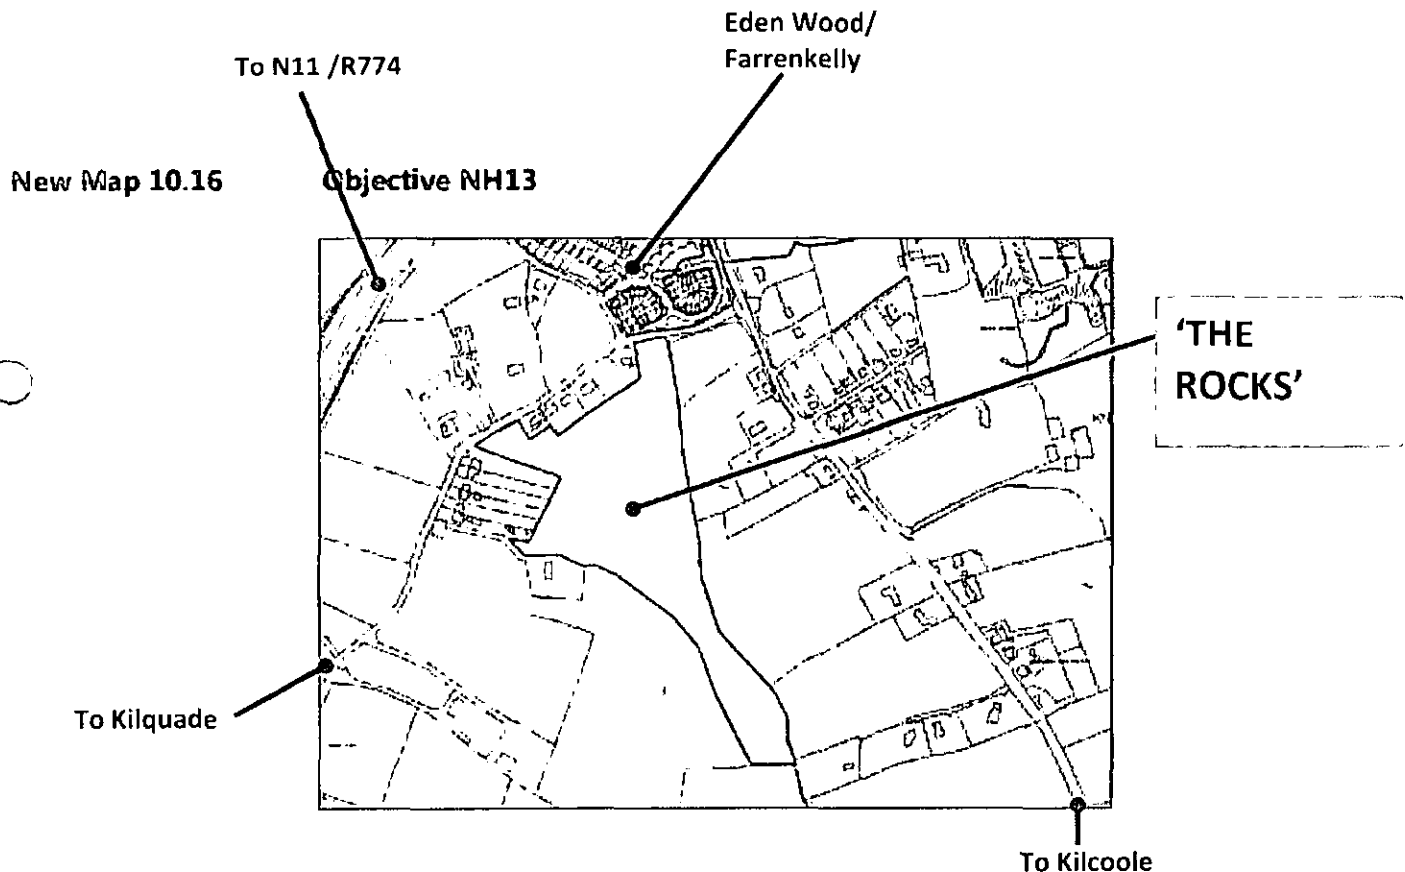 Eden Wood/
Farrenkelly
To N11 /R774
New Map 10.16 Objective NH13
‘THE
ROCKS’
To Kilquade
To Kilcoole